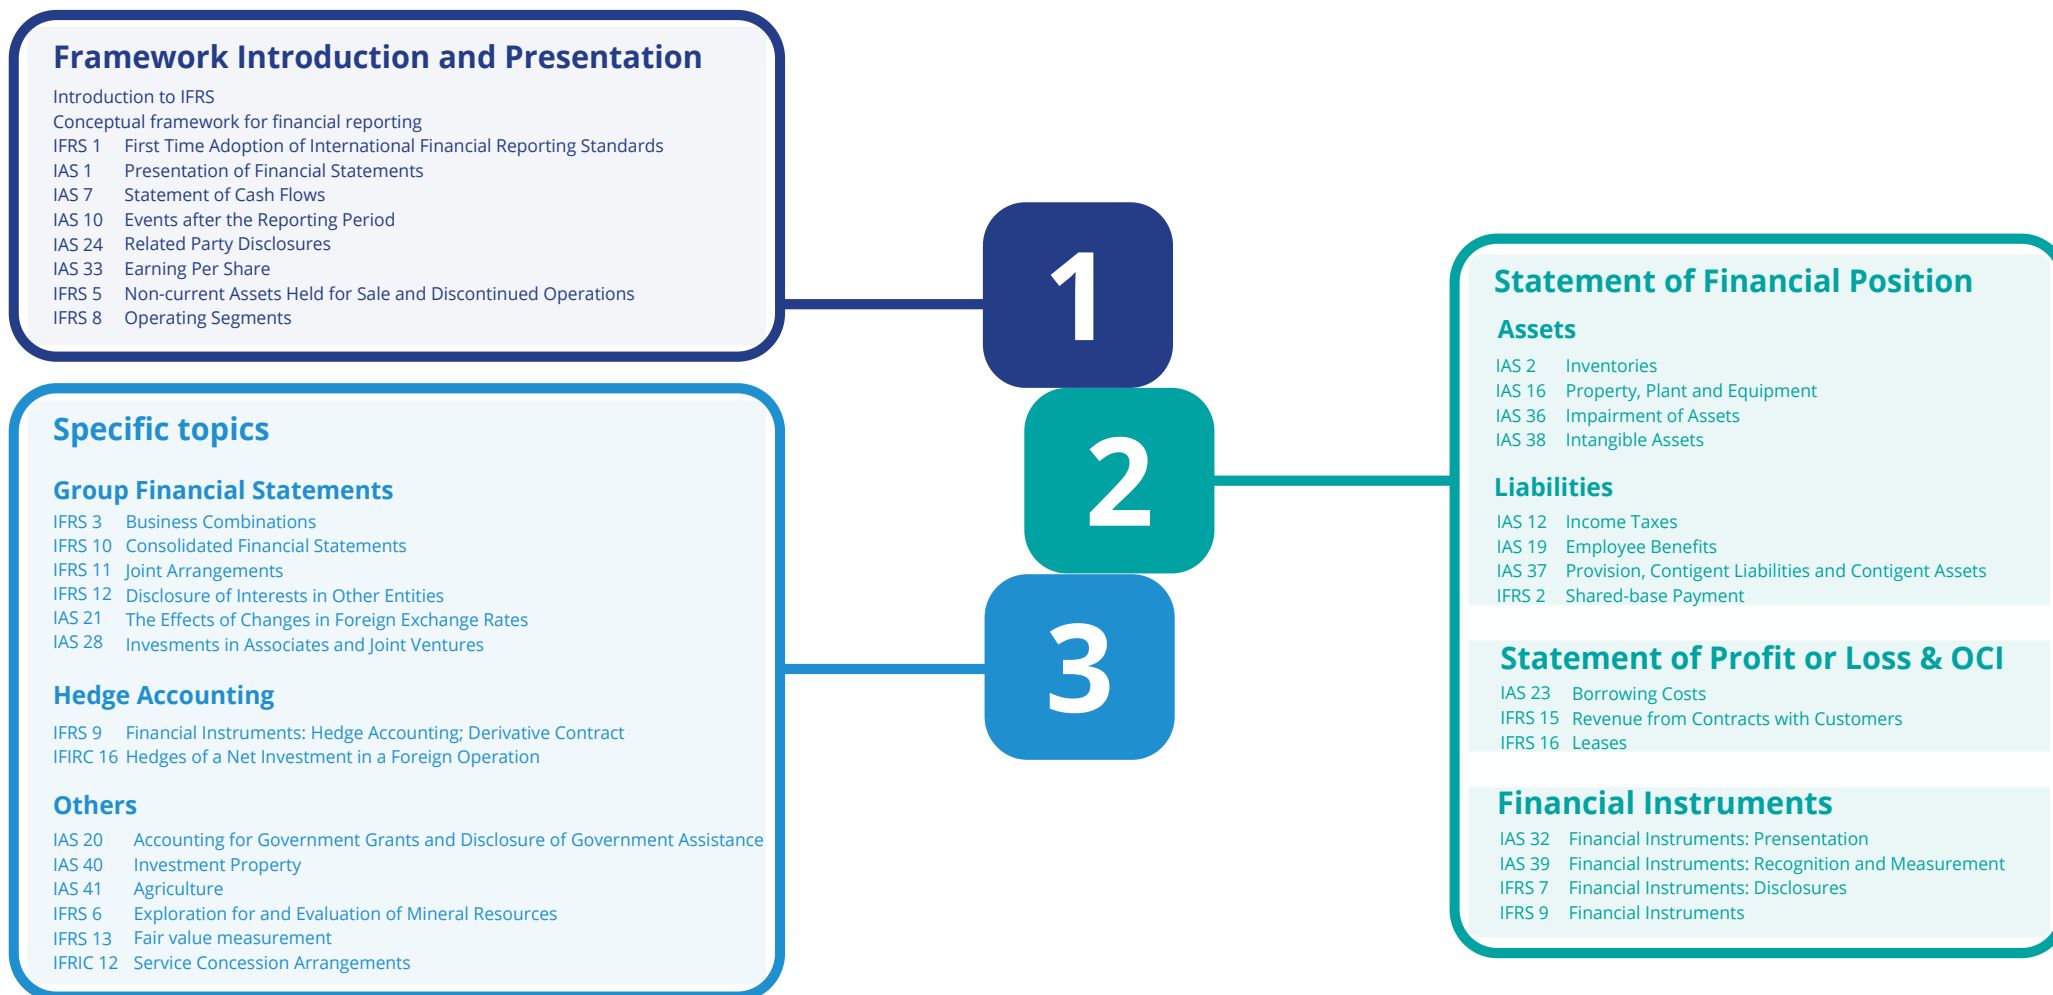 Framework Introduction and Presentation
Introduction to IFRS
Conceptual framework for financial reporting
IFRS 1 First Time Adoption of International Financial Reporting Standards
IAS 1 Presentation of Financial Statements
IAS 7 Statement of Cash Flows
IAS 10 Events after the Reporting Period
IAS 24 Related Party Disclosures
IAS 33 Earning Per Share
IFRS 5 Non-current Assets Held for Sale and Discontinued Operations
IFRS 8 Operating Segments
1
2
Statement of Financial Position
Assets
IAS 2 Inventories
IAS 16 Property, Plant and Equipment
IAS 36 Impairment of Assets
IAS 38 Intangible Assets
Liabilities
IAS 12 Income Taxes
IAS 19 Employee Benefits
IAS 37 Provision, Contigent Liabilities and Contigent Assets
IFRS 2 Shared-base Payment
Statement of Profit or Loss & OCI
IAS 23 Borrowing Costs
IFRS 15 Revenue from Contracts with Customers
IFRS 16 Leases
Financial Instruments
IAS 32 Financial Instruments: Prensentation
IAS 39 Financial Instruments: Recognition and Measurement
IFRS 7 Financial Instruments: Disclosures
IFRS 9 Financial Instruments
3
Specific topics
Group Financial Statements
IFRS 3 Business Combinations
IFRS 10 Consolidated Financial Statements
IFRS 11 Joint Arrangements
IFRS 12 Disclosure of Interests in Other Entities
IAS 21 The Effects of Changes in Foreign Exchange Rates
IAS 28 Invesments in Associates and Joint Ventures
Hedge Accounting
IFRS 9 Financial Instruments: Hedge Accounting; Derivative Contract
IFIRC 16 Hedges of a Net Investment in a Foreign Operation
Others
IAS 20 Accounting for Government Grants and Disclosure of Government Assistance
IAS 40 Investment Property
IAS 41 Agriculture
IFRS 6 Exploration for and Evaluation of Mineral Resources
IFRS 13 Fair value measurement
IFRIC 12 Service Concession Arrangements